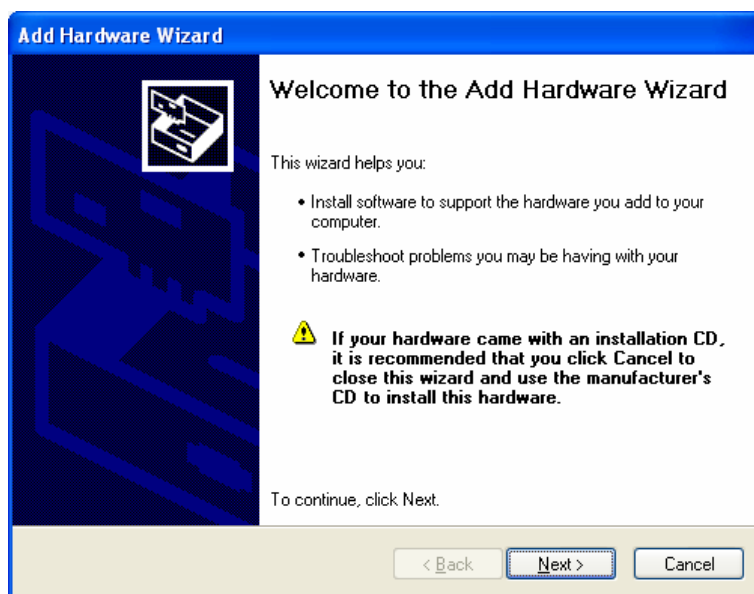 Add Hardware Wizard
Welcome to the Add Hardware Wizard
This wizard helps you:
• Install software to support the hardware you add to your
computer.
• Troubleshoot problems you may be having with your
hardware.
If your hardware came with an installation CD,
it is recommended that you click Cancel to
close this wizard and use the manufacturer's
CD to install this hardware.
To continue, click Next.
< Back Next > Cancel